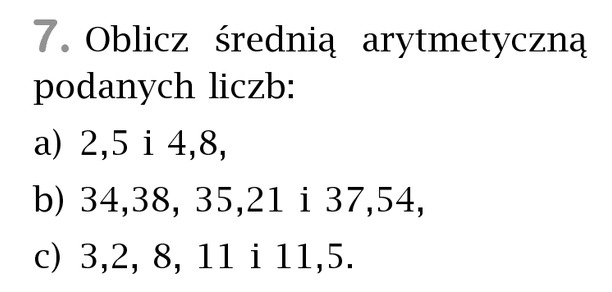 7. Oblicz średnią arytmetyczną
podanych liczb:
a) 2,5 i 4,8,
b) 34,38, 35,21 i 37,54,
c) 3,2, 8, 11 i 11,5.